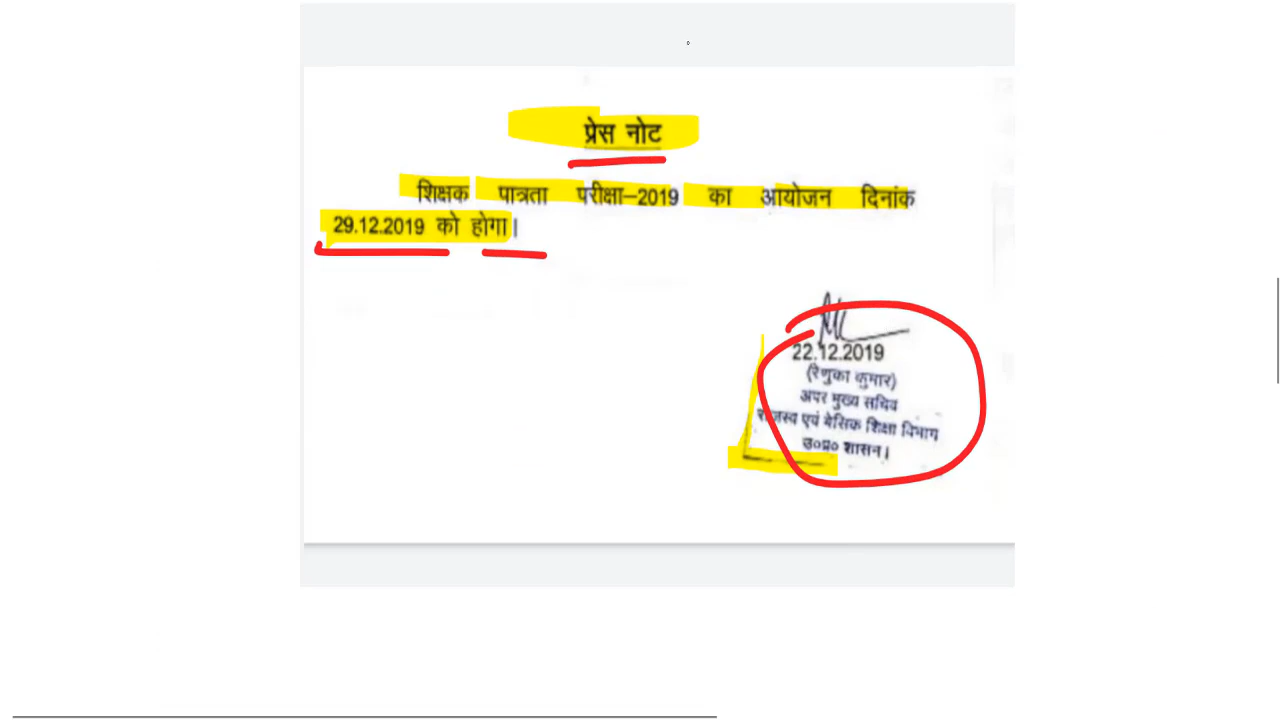 प्रेस नोट
शिक्षक पात्रता परीक्षा–2019 का आयोजन दिनांक
29.12.2019 को होगा।
22.12.2019
(रेणुका कुमार)
अपर मुख्य सचिव
राजस्व एवं बेसिक शिक्षा विभाग
उ०प्र० शासन।